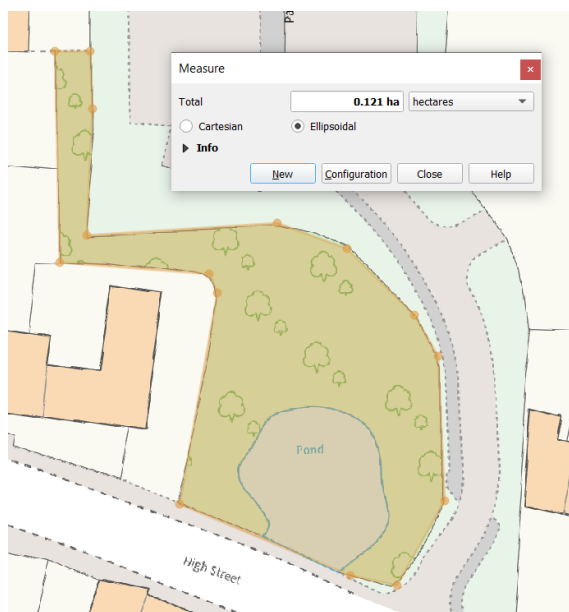 Measure
Total
0.121 ha
hectares
Cartesian
Ellipsoidal
Info
New
Configuration
Close
Help
Pond
High Street